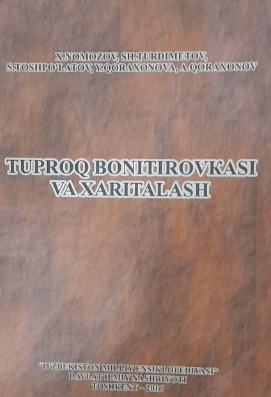 X.NOMOZOV, SH.TURDIMETOV,
S.TOSHPO'LATOV, Y.QORAXONOVA, A.QORAXONOV
TUPROQ BONITIROVKASI
VA XARITALASH
"O'ZBEKISTON MILLIY ENSIKLOPEDIYASI"
DAVLAT ILMIY NASHRIYOTI
TOSHKENT – 2016